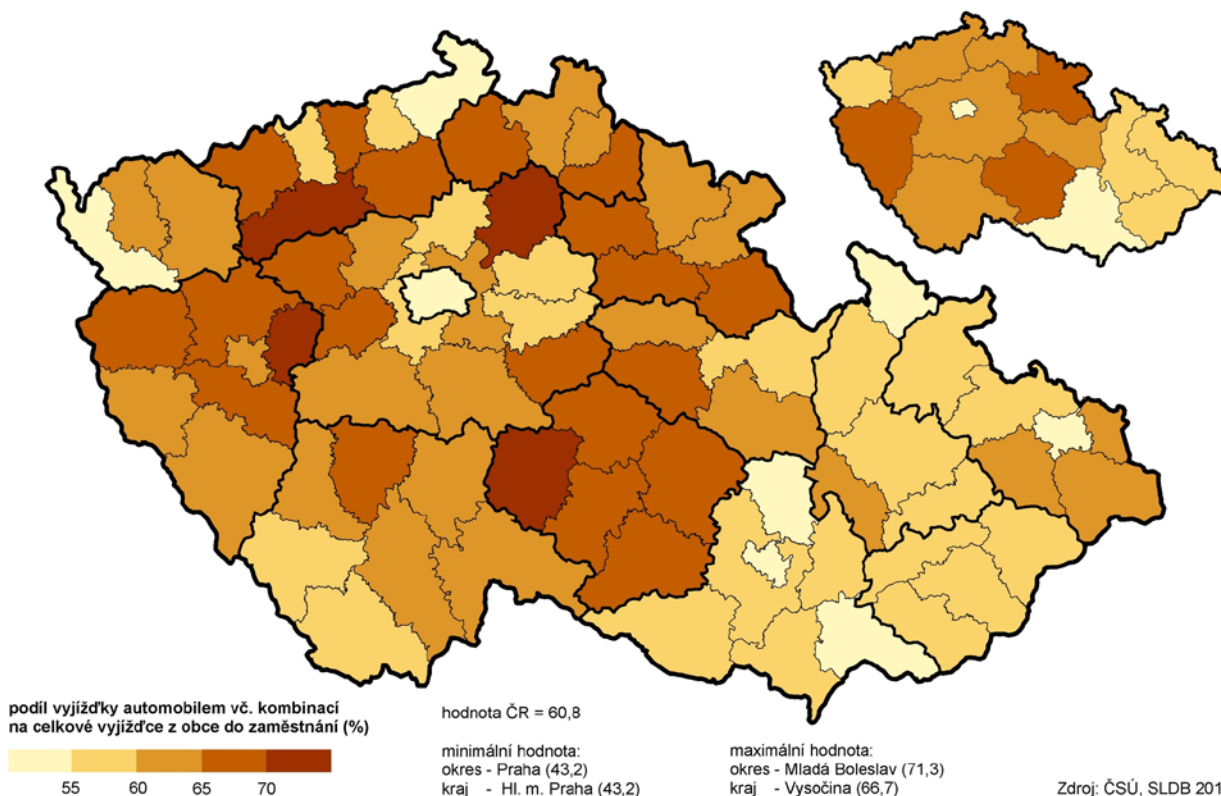 podíl vyjížďky automobilem vč. kombinací
na celkové vyjížďce z obce do zaměstnání (%)
55 60 65 70
hodnota ČR = 60,8
minimální hodnota:
okres - Praha (43,2)
kraj - Hl. m. Praha (43,2)
maximální hodnota:
okres - Mladá Boleslav (71,3)
kraj - Vysočina (66,7)
Zdroj: ČSÚ, SLDB 201